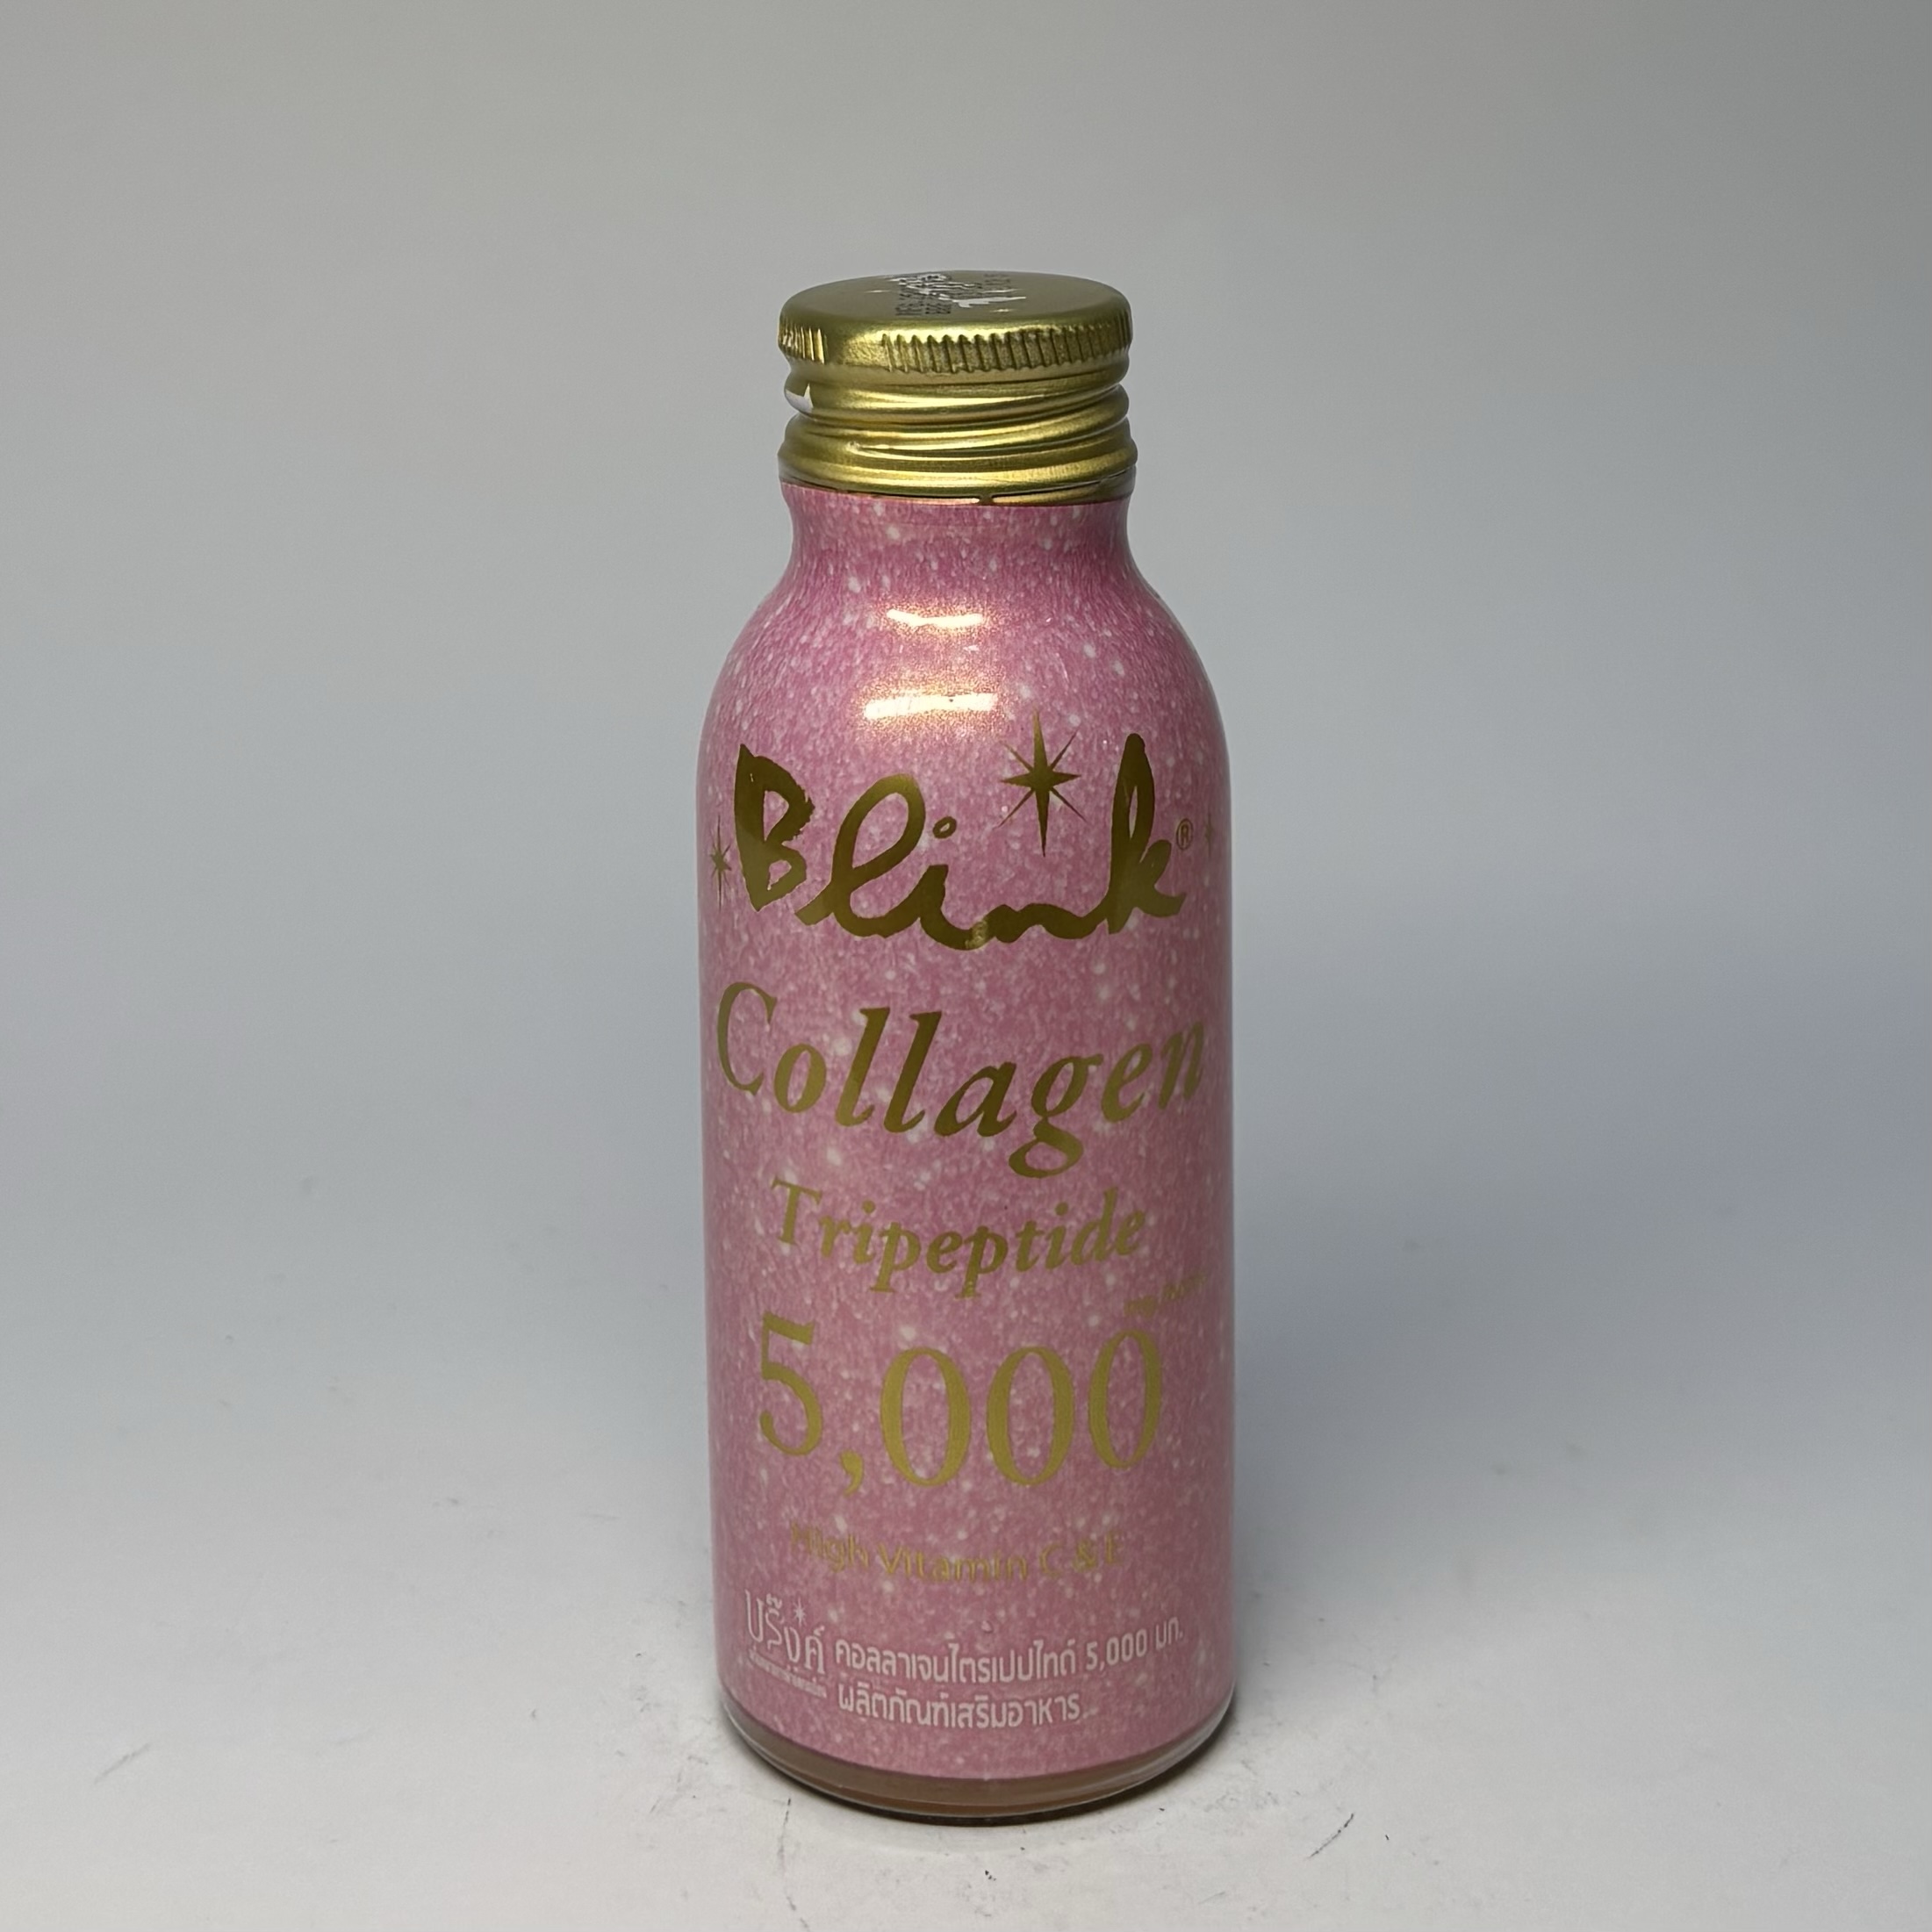 Blink®
Collagen
Tripeptide
5,000
High Vitamin C & E
บริ๊งค์ คอลลาเจนไตรเปปไทด์ 5,000 มก.
ผลิตภัณฑ์เสริมอาหาร